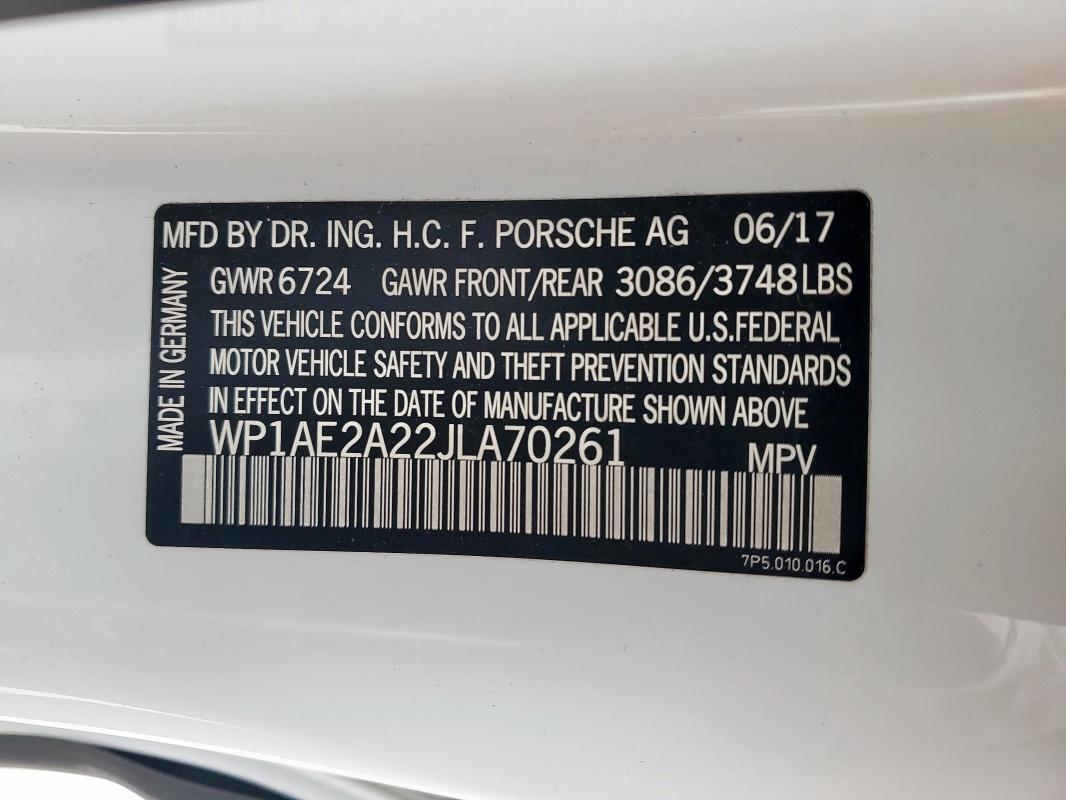 MFD BY DR. ING. H.C. F. PORSCHE AG 06/17
GVWR 6724 GAWR FRONT/REAR 3086/3748LBS
THIS VEHICLE CONFORMS TO ALL APPLICABLE U.S.FEDERAL
MOTOR VEHICLE SAFETY AND THEFT PREVENTION STANDARDS
IN EFFECT ON THE DATE OF MANUFACTURE SHOWN ABOVE
WP1AE2A22JLA70261 MPV
7P5.010.016.C
MADE IN GERMANY